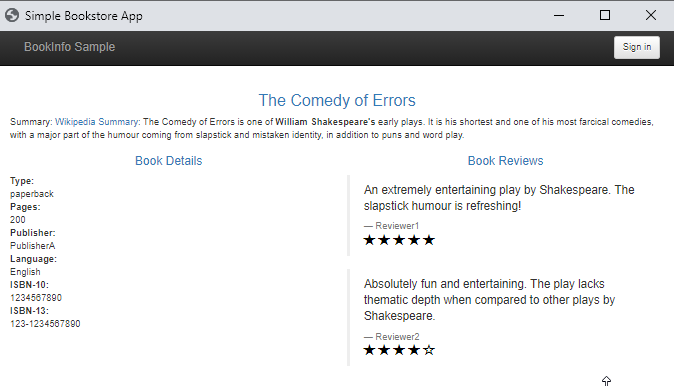 Simple Bookstore App
BookInfo Sample
Sign in
The Comedy of Errors
Summary: Wikipedia Summary: The Comedy of Errors is one of William Shakespeare's early plays. It is his shortest and one of his most farcical comedies,
with a major part of the humour coming from slapstick and mistaken identity, in addition to puns and word play.
Book Details
Type:
paperback
Pages:
200
Publisher:
PublisherA
Language:
English
ISBN-10:
1234567890
ISBN-13:
123-1234567890
Book Reviews
An extremely entertaining play by Shakespeare. The
slapstick humour is refreshing!
— Reviewer1
★★★★★
Absolutely fun and entertaining. The play lacks
thematic depth when compared to other plays by
Shakespeare.
— Reviewer2
★★★★☆